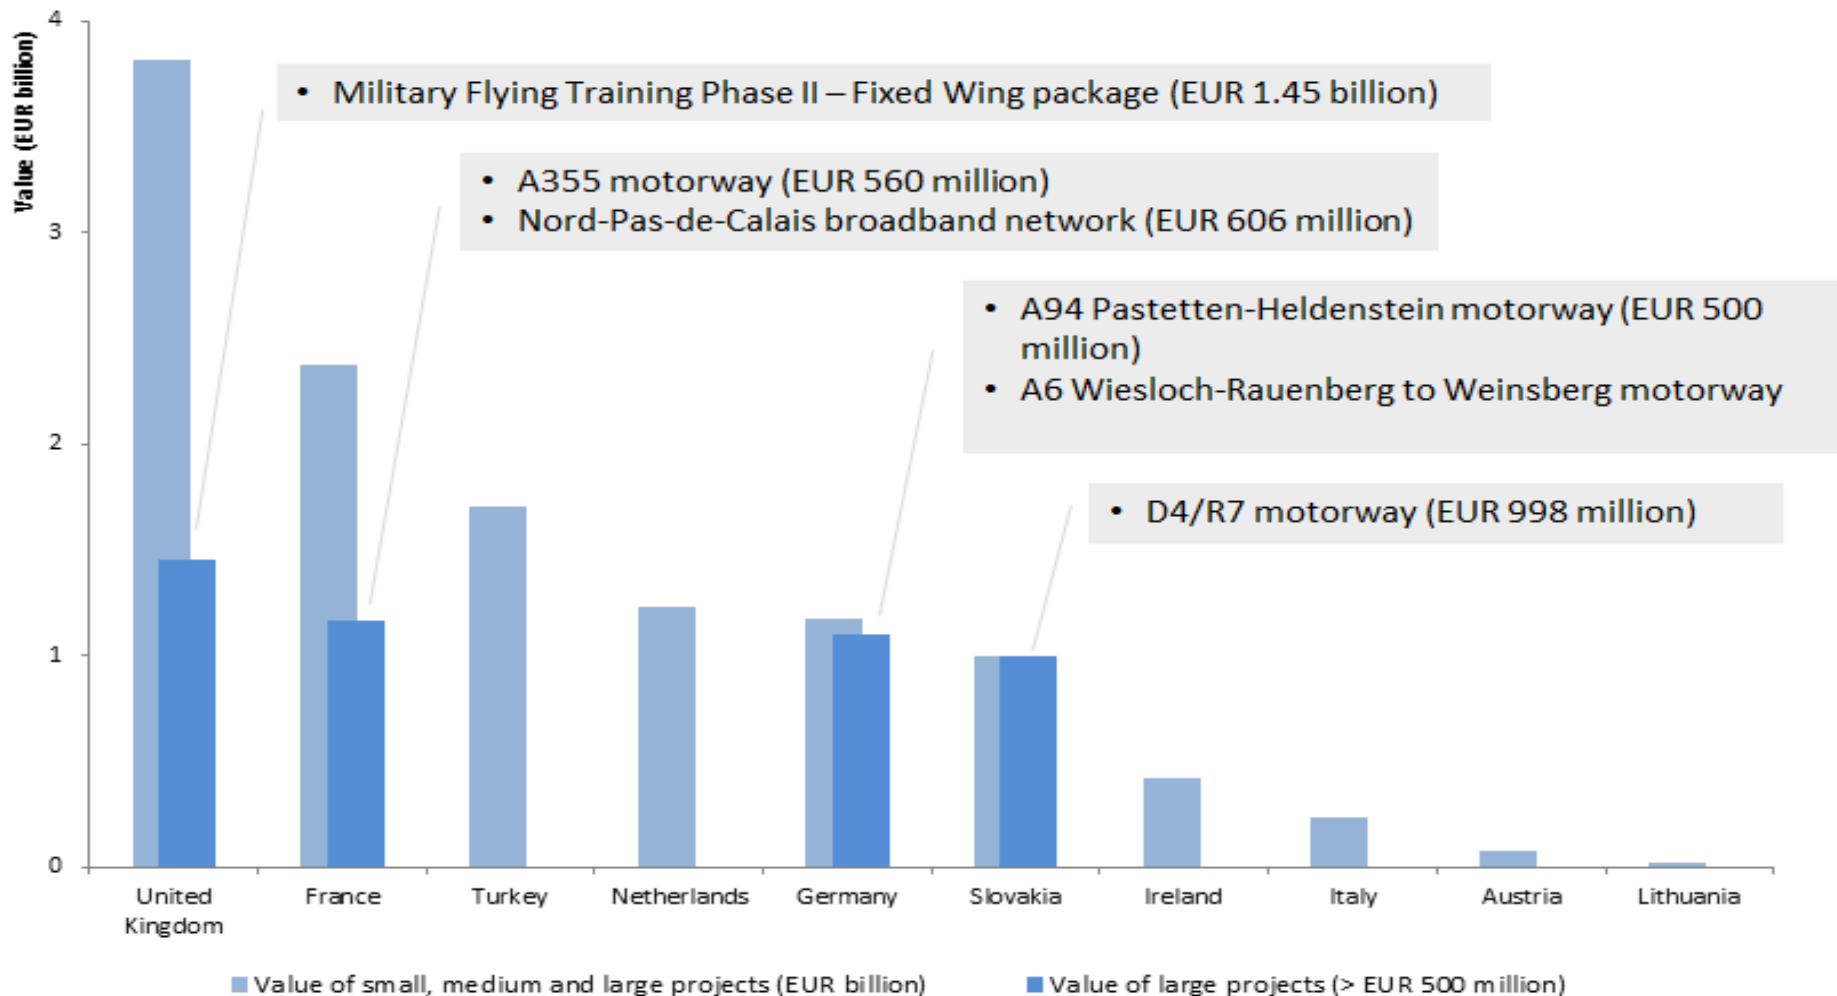 Value (EUR billion)
4
3
2
1
0
• Military Flying Training Phase II – Fixed Wing package (EUR 1.45 billion)
• A355 motorway (EUR 560 million)
• Nord-Pas-de-Calais broadband network (EUR 606 million)
• A94 Pastetten-Heldenstein motorway (EUR 500
million)
• A6 Wiesloch-Rauenberg to Weinsberg motorway
• D4/R7 motorway (EUR 998 million)
United
Kingdom
France
Turkey
Netherlands
Germany
Slovakia
Ireland
Italy
Austria
Lithuania
Value of small, medium and large projects (EUR billion)
Value of large projects (> EUR 500 million)